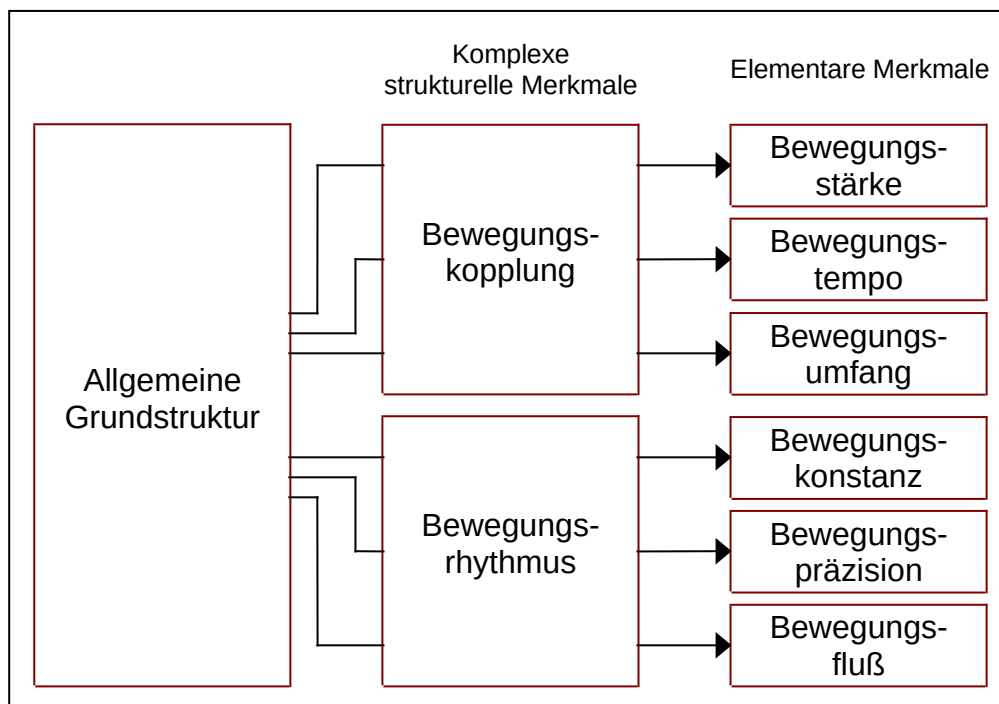 Komplexe
strukturelle Merkmale
Elementare Merkmale
Allgemeine
Grundstruktur
Bewegungs-
kopplung
Bewegungs-
rhythmus
Bewegungs-
stärke
Bewegungs-
tempo
Bewegungs-
umfang
Bewegungs-
konstanz
Bewegungs-
präzision
Bewegungs-
fluß